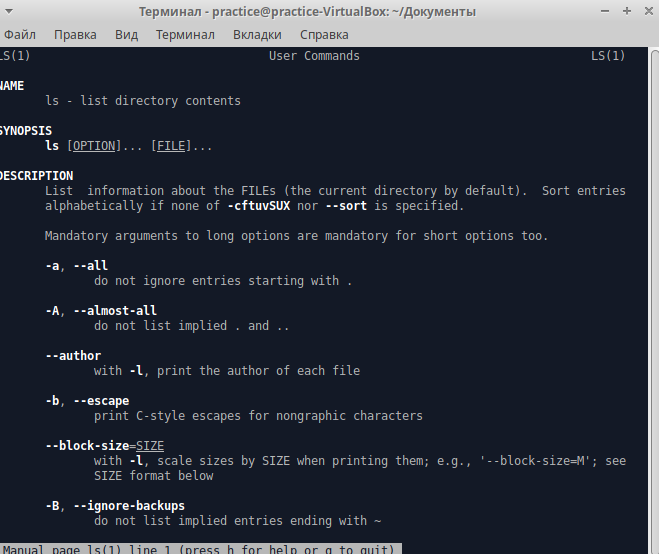 Терминал - practice@practice-VirtualBox: ~/Документы
Файл Правка Вид Терминал Вкладки Справка
LS(1) User Commands LS(1)
NAME
ls - list directory contents
SYNOPSIS
ls [OPTION]... [FILE]...
DESCRIPTION
List information about the FILEs (the current directory by default). Sort entries
alphabetically if none of -cftuvSUX nor --sort is specified.
Mandatory arguments to long options are mandatory for short options too.
-a, --all
do not ignore entries starting with .
-A, --almost-all
do not list implied . and ..
--author
with -l, print the author of each file
-b, --escape
print C-style escapes for nongraphic characters
--block-size=SIZE
with -l, scale sizes by SIZE when printing them; e.g., '--block-size=M'; see
SIZE format below
-B, --ignore-backups
do not list implied entries ending with ~
Manual page ls(1) line 1 (press h for help or q to quit)